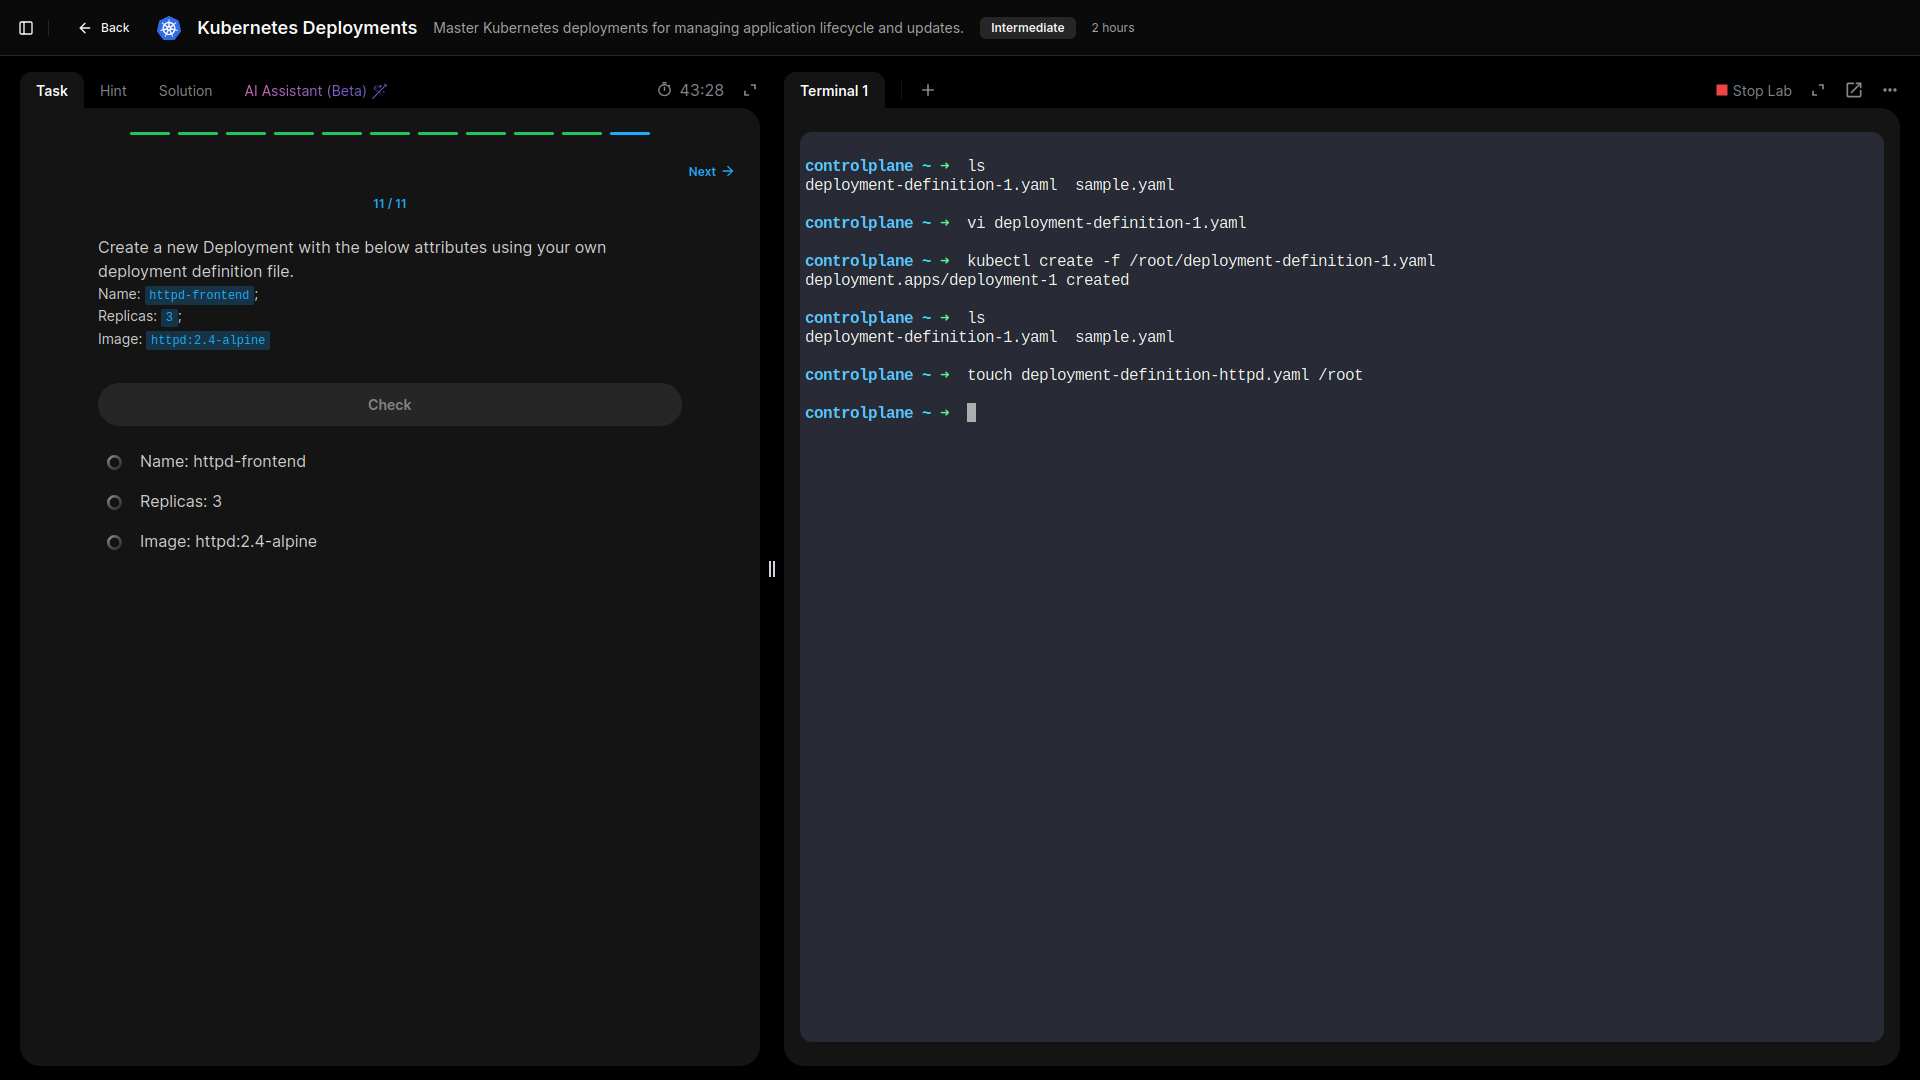 Back
Kubernetes Deployments
Master Kubernetes deployments for managing application lifecycle and updates.
Intermediate
2 hours
Task
Hint
Solution
AI Assistant (Beta)
43:28
Next
11 / 11
Create a new Deployment with the below attributes using your own
deployment definition file.
Name: httpd-frontend;
Replicas: 3;
Image: httpd:2.4-alpine
Check
Name: httpd-frontend
Replicas: 3
Image: httpd:2.4-alpine
Terminal 1
Stop Lab
controlplane ~ ➜  ls
deployment-definition-1.yaml  sample.yaml
controlplane ~ ➜  vi deployment-definition-1.yaml
controlplane ~ ➜  kubectl create -f /root/deployment-definition-1.yaml
deployment.apps/deployment-1 created
controlplane ~ ➜  ls
deployment-definition-1.yaml  sample.yaml
controlplane ~ ➜  touch deployment-definition-httpd.yaml /root
controlplane ~ ➜